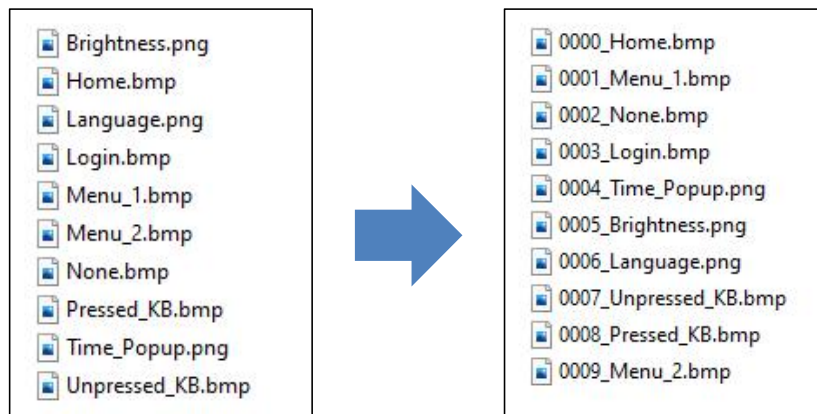 Brightness.png
Home.bmp
Language.png
Login.bmp
Menu_1.bmp
Menu_2.bmp
None.bmp
Pressed_KB.bmp
Time_Popup.png
Unpressed_KB.bmp
0000_Home.bmp
0001_Menu_1.bmp
0002_None.bmp
0003_Login.bmp
0004_Time_Popup.png
0005_Brightness.png
0006_Language.png
0007_Unpressed_KB.bmp
0008_Pressed_KB.bmp
0009_Menu_2.bmp